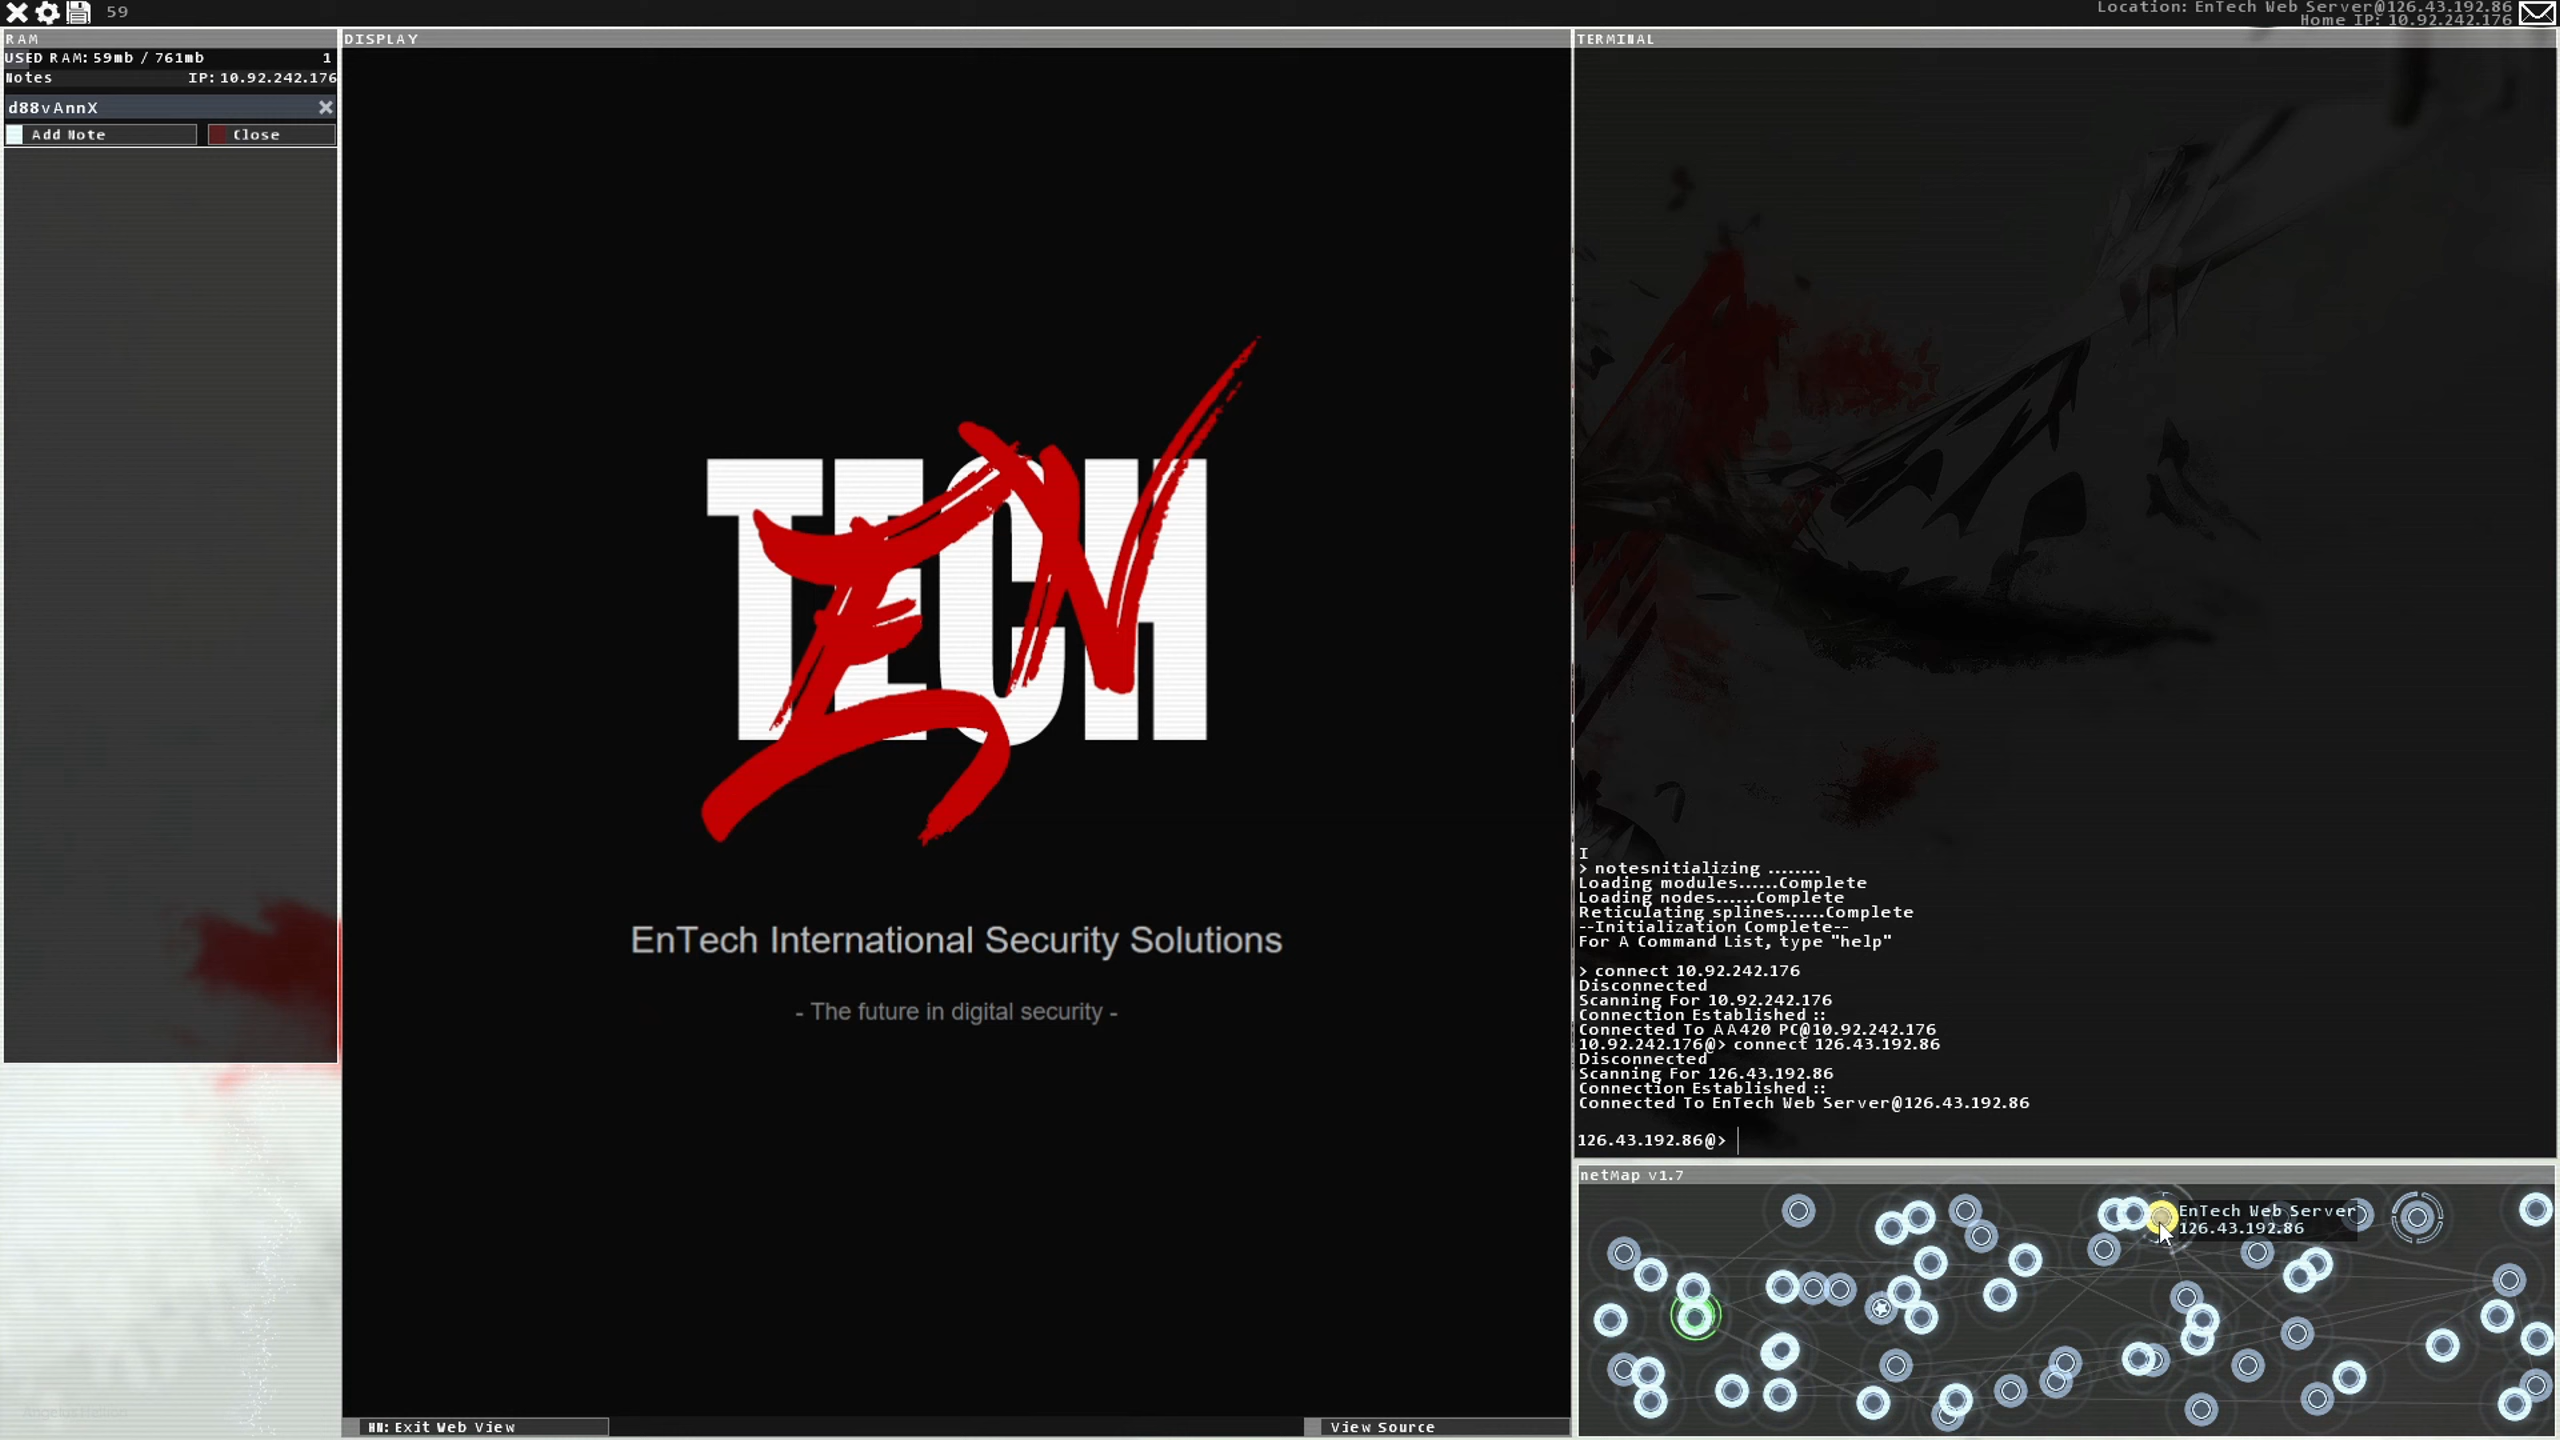 59
Location: EnTech Web Server@126.43.192.86
Home IP: 10.92.242.176
RAM
USED RAM: 59mb / 761mb 1
Notes IP: 10.92.242.176
d88vAnnX
Add Note Close
DISPLAY
TECH
EN
EnTech International Security Solutions
- The future in digital security -
HN: Exit Web View
View Source
TERMINAL
I
> notesnitializing ........
Loading modules......Complete
Loading nodes......Complete
Reticulating splines......Complete
--Initialization Complete--
For A Command List, type "help"
> connect 10.92.242.176
Disconnected
Scanning For 10.92.242.176
Connection Established ::
Connected To AA420 PC@10.92.242.176
10.92.242.176@> connect 126.43.192.86
Disconnected
Scanning For 126.43.192.86
Connection Established ::
Connected To EnTech Web Server@126.43.192.86
126.43.192.86@>
netMap v1.7
EnTech Web Server
126.43.192.86